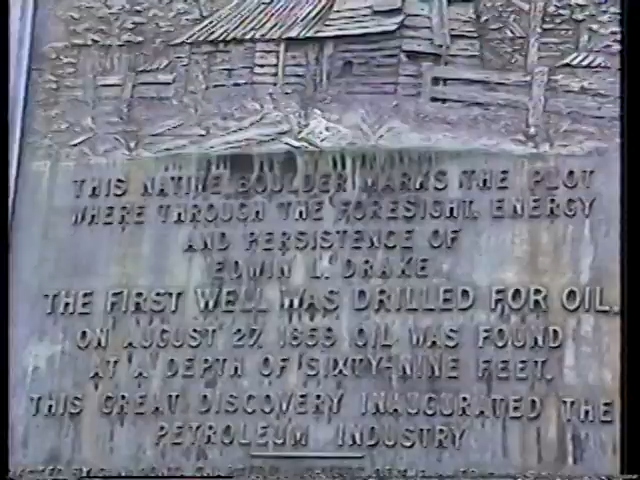 THIS NATIVE BOULDER MARKS THE PLOT
WHERE THROUGH THE FORESIGHT, ENERGY
AND PERSISTENCE OF
EDWIN L. DRAKE
THE FIRST WELL WAS DRILLED FOR OIL.
ON AUGUST 27, 1859 OIL WAS FOUND
AT A DEPTH OF SIXTY-NINE FEET.
THIS GREAT DISCOVERY INAUGURATED THE
PETROLEUM INDUSTRY